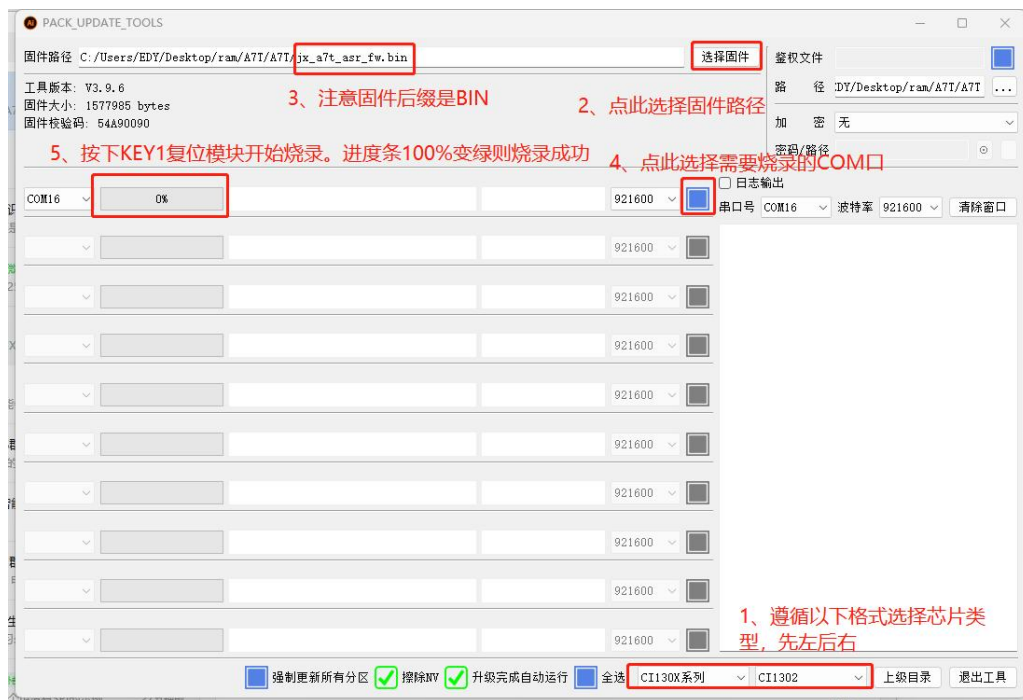 PACK_UPDATE_TOOLS
固件路径 C:/Users/EDY/Desktop/ram/A7T/A7T/jx_a7t_asr_fw.bin 选择固件 鉴权文件
工具版本: V3.9.6
固件大小: 1577985 bytes
固件校验码: 54A90090
3、注意固件后缀是BIN
2、点此选择固件路径
路 径 DY/Desktop/ram/A7T/A7T ...
加 密 无
密码/路径
5、按下KEY1复位模块开始烧录。进度条100%变绿则烧录成功
4、点此选择需要烧录的COM口
日志输出
COM16 0% 921600
串口号 COM16 波特率 921600 清除窗口
921600
921600
921600
921600
921600
921600
921600
921600
921600
1、遵循以下格式选择芯片类
型，先左后右
强制更新所有分区 擦除NV 升级完成自动运行 全选 CI130X系列 CI1302 上级目录 退出工具